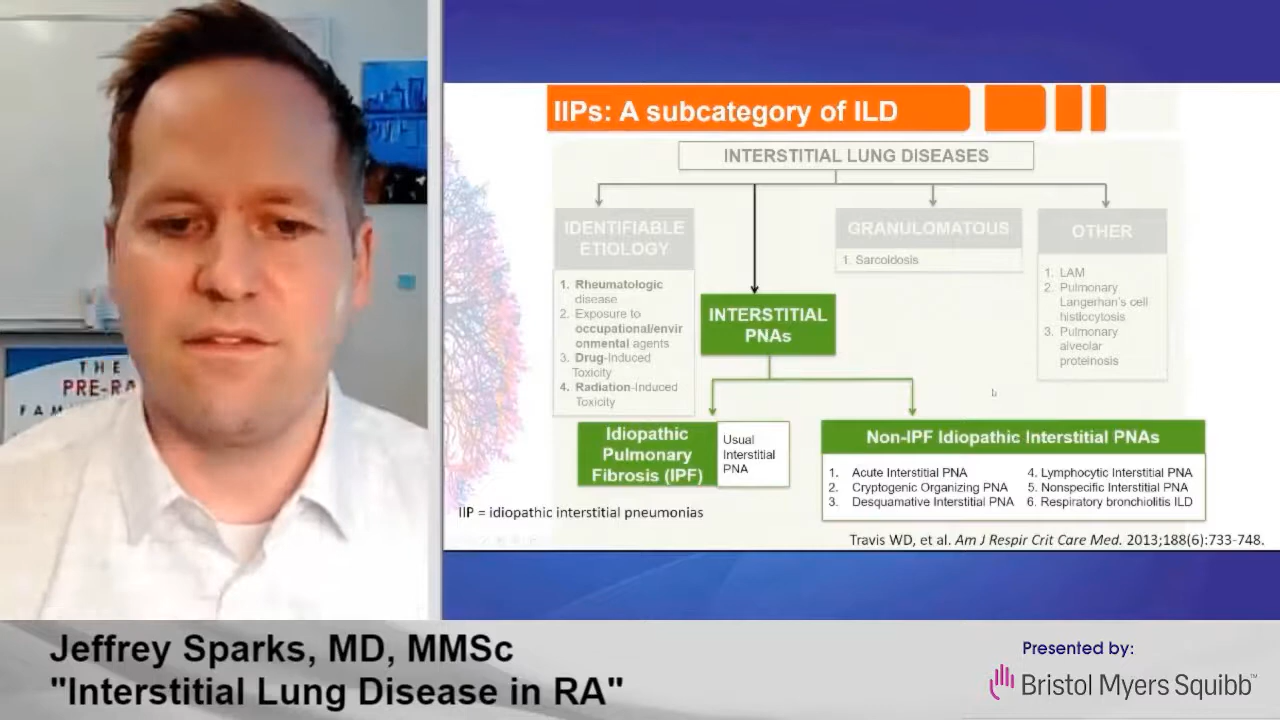 THE
PRE-RA
FAM
IIPs: A subcategory of ILD
INTERSTITIAL LUNG DISEASES
IDENTIFIABLE
ETIOLOGY
1. Rheumatologic
disease
2. Exposure to
occupational/envir
onmental agents
3. Drug-Induced
Toxicity
4. Radiation-Induced
Toxicity
INTERSTITIAL
PNAs
GRANULOMATOUS
1. Sarcoidosis
OTHER
1. LAM
2. Pulmonary
Langerhan's cell
histiocytosis
3. Pulmonary
alveolar
proteinosis
Idiopathic
Pulmonary
Fibrosis (IPF)
Usual
Interstitial
PNA
Non-IPF Idiopathic Interstitial PNAs
1. Acute Interstitial PNA
2. Cryptogenic Organizing PNA
3. Desquamative Interstitial PNA
4. Lymphocytic Interstitial PNA
5. Nonspecific Interstitial PNA
6. Respiratory bronchiolitis ILD
IIP = idiopathic interstitial pneumonias
Travis WD, et al. Am J Respir Crit Care Med. 2013;188(6):733-748.
Jeffrey Sparks, MD, MMSc
"Interstitial Lung Disease in RA"
Presented by:
Bristol Myers Squibb™